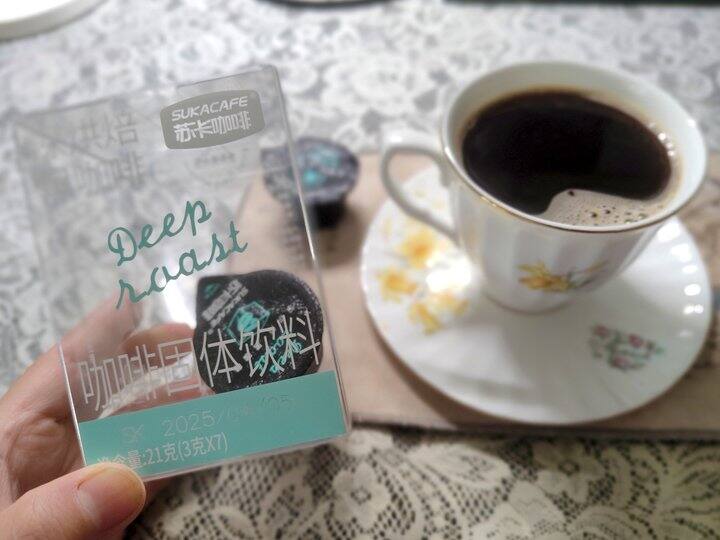 SUKACAFE
苏卡咖啡
Deep
roast
咖啡固体饮料
SK 2025/
净含量:21克(3克X7)